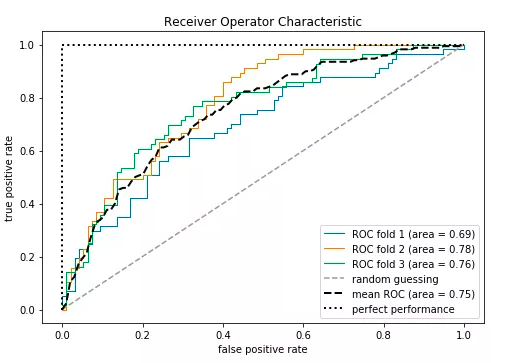 Receiver Operator Characteristic
true positive rate
1.0
0.8
0.6
0.4
0.2
0.0
ROC fold 1 (area = 0.69)
ROC fold 2 (area = 0.78)
ROC fold 3 (area = 0.76)
random guessing
mean ROC (area = 0.75)
perfect performance
0.0 0.2 0.4 0.6 0.8 1.0
false positive rate